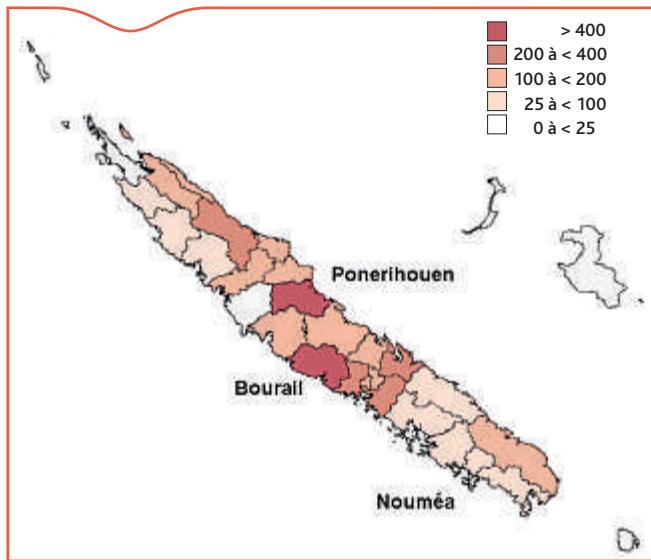 > 400
200 à < 400
100 à < 200
25 à < 100
0 à < 25
Ponerihouen
Bourail
Nouméa